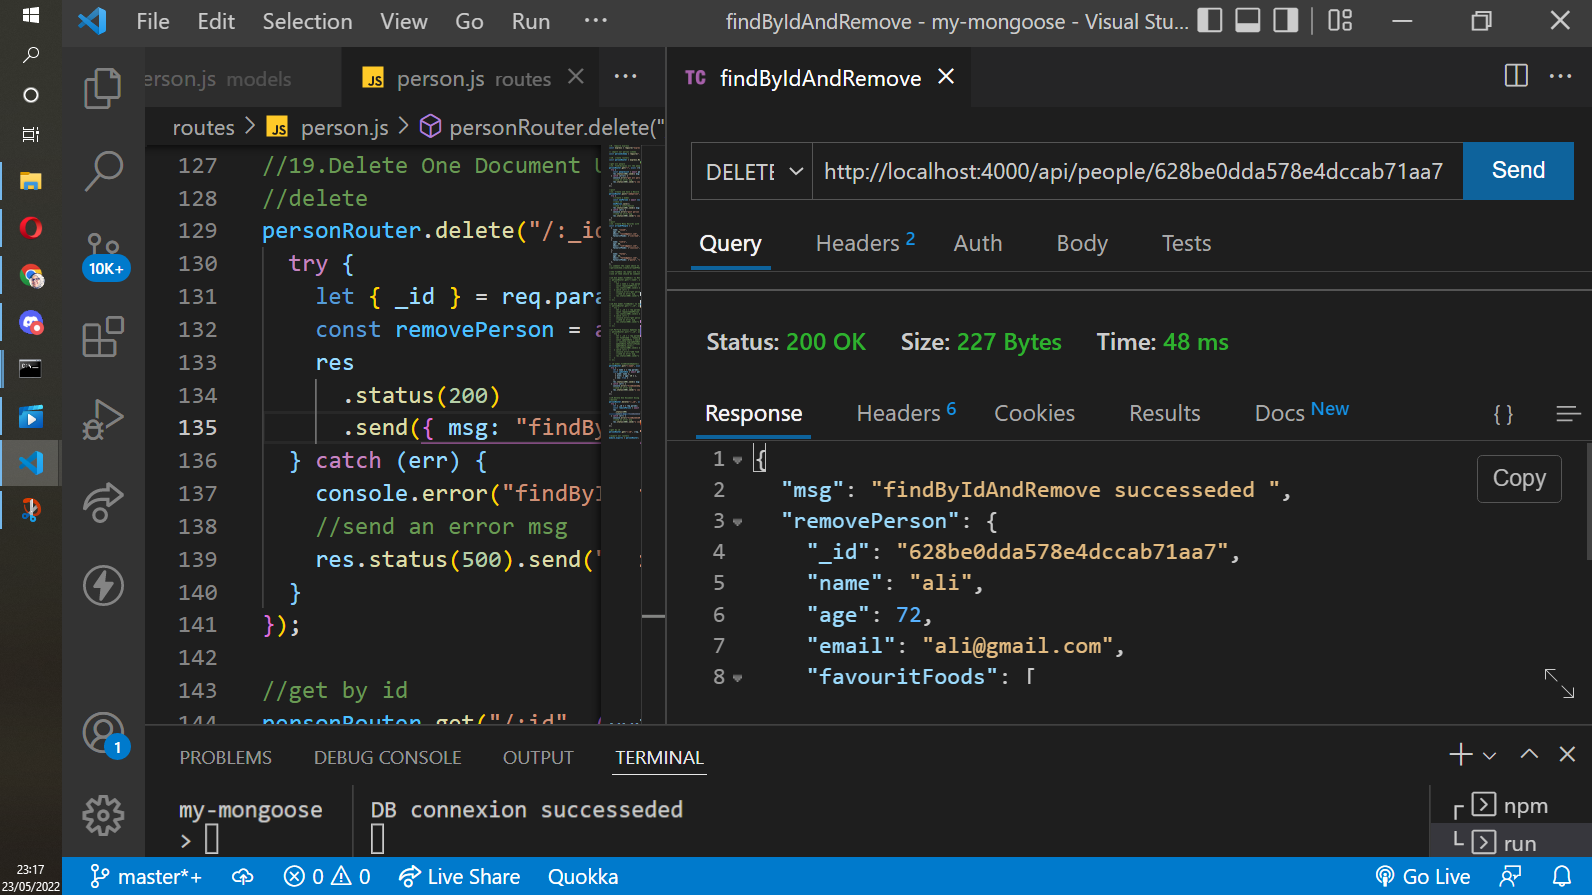 File Edit Selection View Go Run ··· findByIdAndRemove - my-mongoose - Visual Stu...
erson.js models
JS person.js routes
TC findByIdAndRemove
routes > JS person.js > personRouter.delete("
127 //19.Delete One Document U
128 //delete
129 personRouter.delete("/:_id
130 try {
131 let { _id } = req.para
132 const removePerson = a
133 res
134 .status(200)
135 .send({ msg: "findBy
136 } catch (err) {
137 console.error("findByI
138 //send an error msg
139 res.status(500).send("
140 }
141 });
142
143 //get by id
144 personRouter.get("/:id",
DELETE http://localhost:4000/api/people/628be0dda578e4dccab71aa7 Send
Query Headers 2 Auth Body Tests
Status: 200 OK Size: 227 Bytes Time: 48 ms
Response Headers 6 Cookies Results Docs New {}
Copy
1 {
2 "msg": "findByIdAndRemove successeded ",
3 "removePerson": {
4 "_id": "628be0dda578e4dccab71aa7",
5 "name": "ali",
6 "age": 72,
7 "email": "ali@gmail.com",
8 "favouritFoods": [
10K+
1
PROBLEMS DEBUG CONSOLE OUTPUT TERMINAL
my-mongoose
>
DB connexion successeded
npm
run
23:17
23/05/2022
master*+ 0 0 Live Share Quokka Go Live